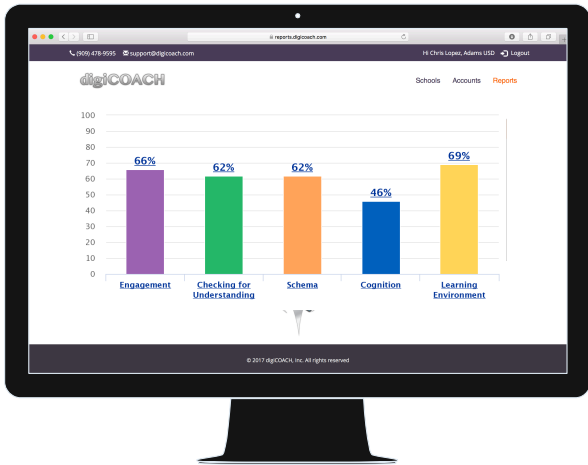 reports.digicoach.com
(909) 478-9595 support@digicoach.com Hi Chris Lopez, Adams USD Logout
digiCOACH Schools Accounts Reports
100
90
80
70
60
50
40
30
20
10
0
66%
62%
62%
46%
69%
Engagement
Checking for
Understanding
Schema
Cognition
Learning
Environment
© 2017 digiCOACH, Inc. All rights reserved